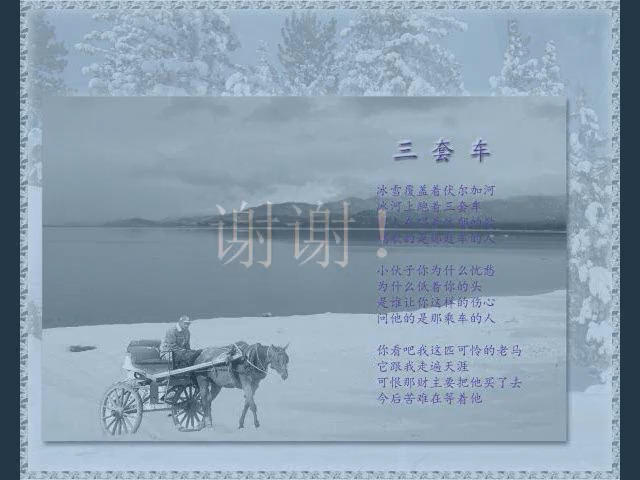 三套车
冰雪覆盖着伏尔加河
冰河上跑着三套车
唱歌的是那赶车的人
谢谢！
小伙子你为什么忧愁
为什么低着你的头
是谁让你这样的伤心
问他的是那乘车的人
你看吧我这匹可怜的老马
它跟我走遍天涯
可恨那财主要把他买了去
今后苦难在等着他